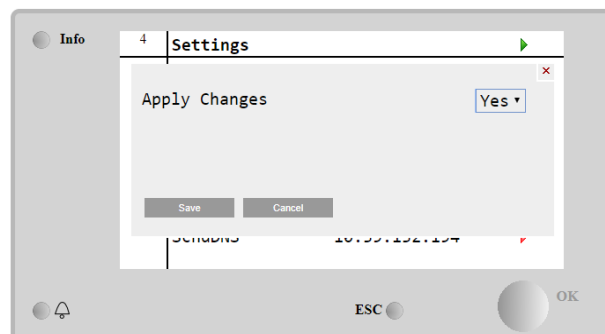 Info
4 Settings
Apply Changes Yes
Save Cancel
ESC
OK